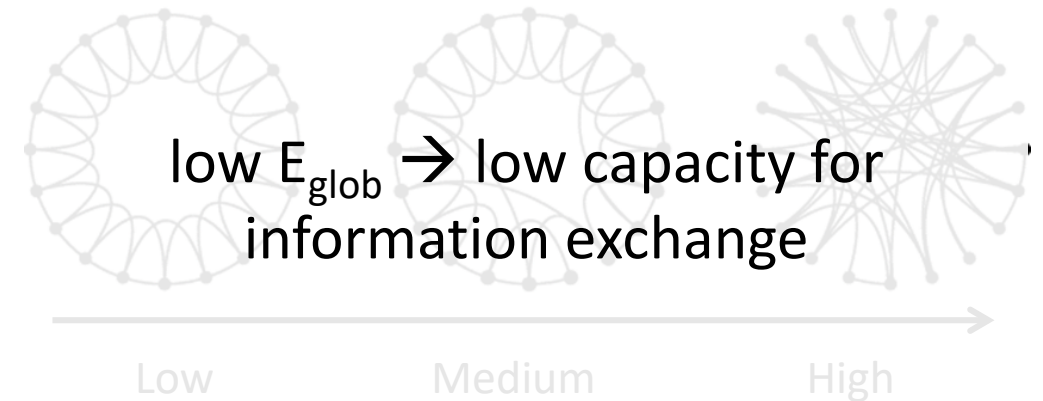 low E_glob → low capacity for
information exchange
Low Medium High